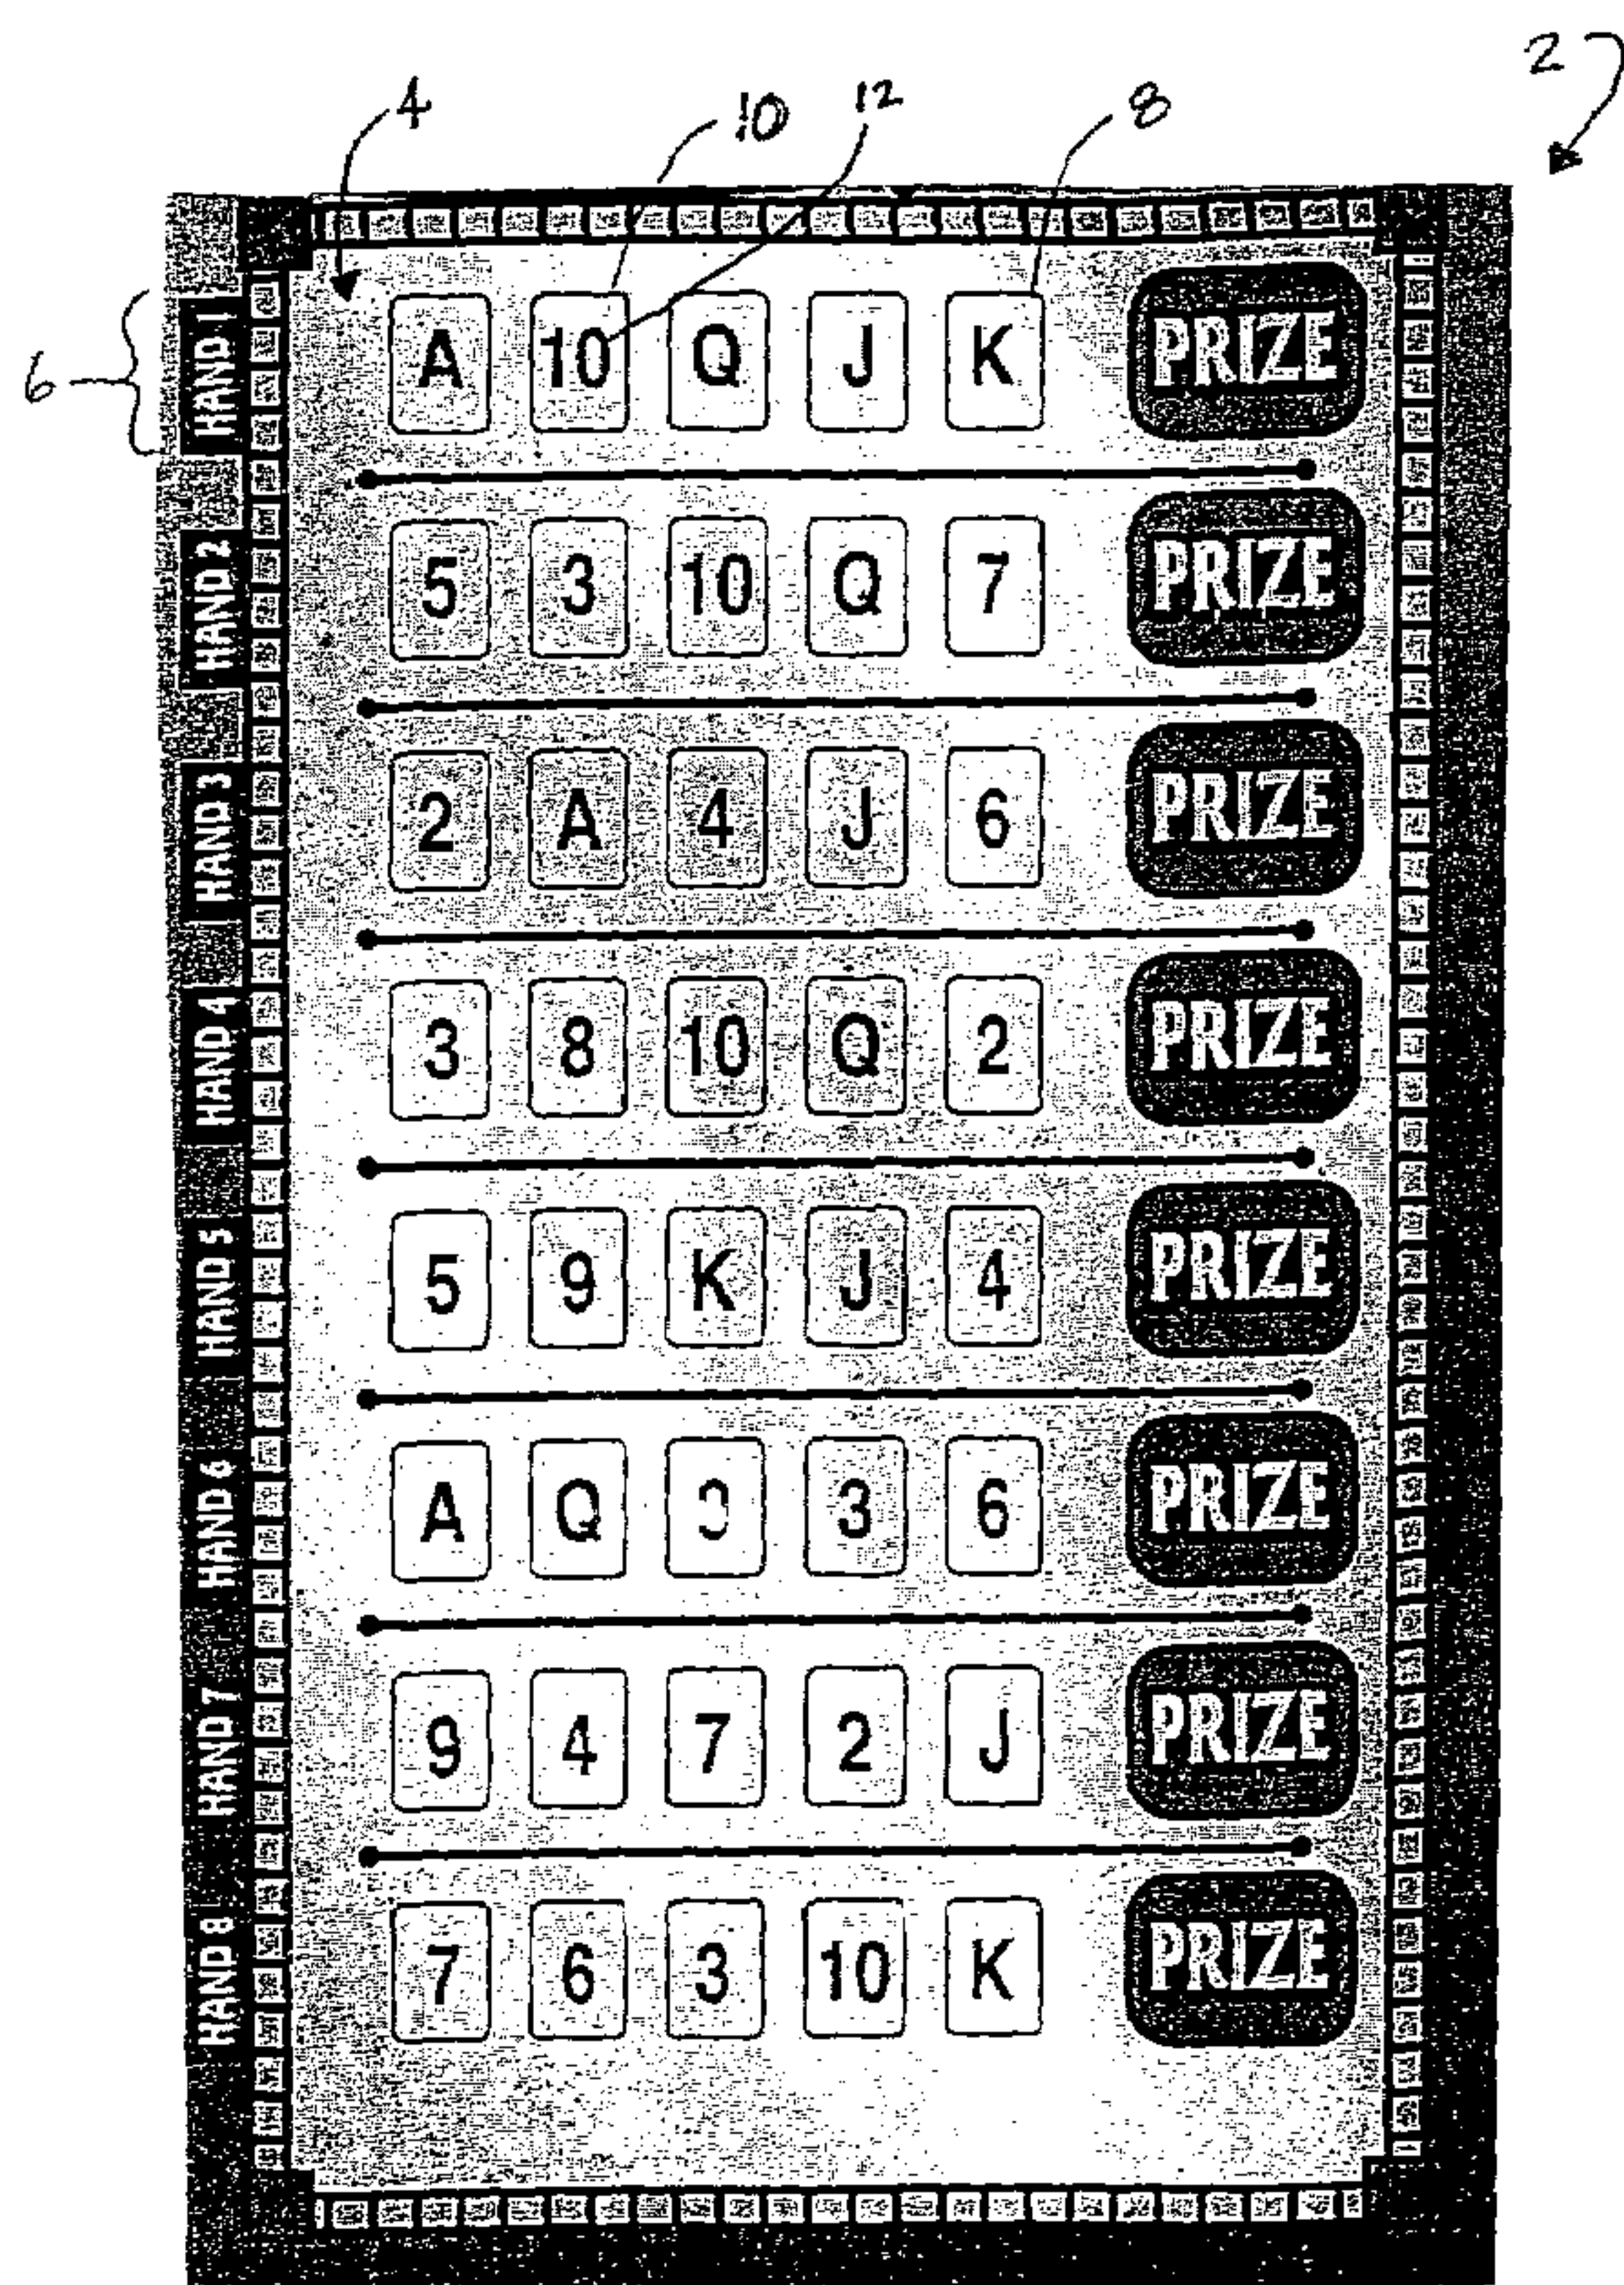 2
4 10 12 8
6
HAND 1 A 10 Q J K PRIZE
HAND 2 5 3 10 Q 7 PRIZE
HAND 3 2 A 4 J 6 PRIZE
HAND 4 3 8 10 Q 2 PRIZE
HAND 5 5 9 K J 4 PRIZE
HAND 6 A Q 3 6 PRIZE
HAND 7 9 4 7 2 J PRIZE
HAND 8 7 6 3 10 K PRIZE